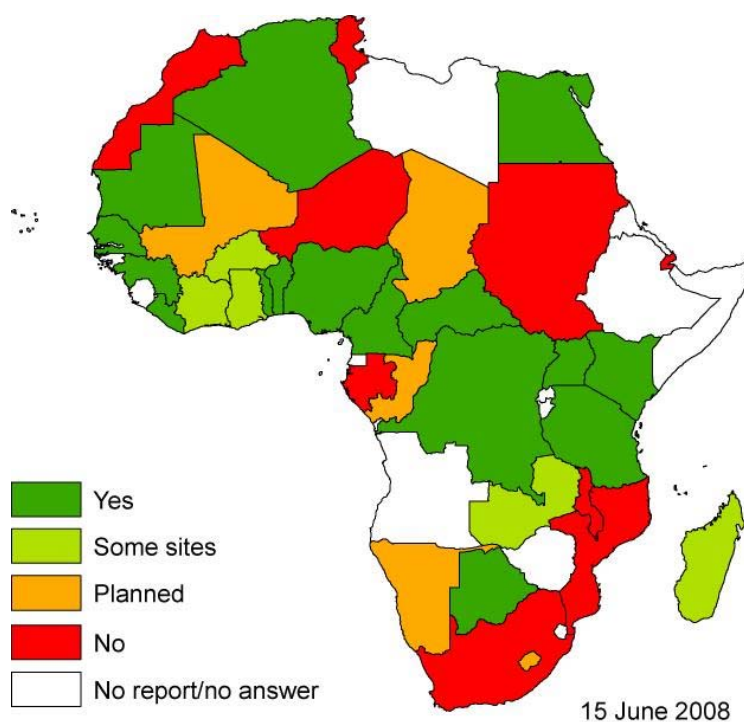 Yes
Some sites
Planned
No
No report/no answer
15 June 2008